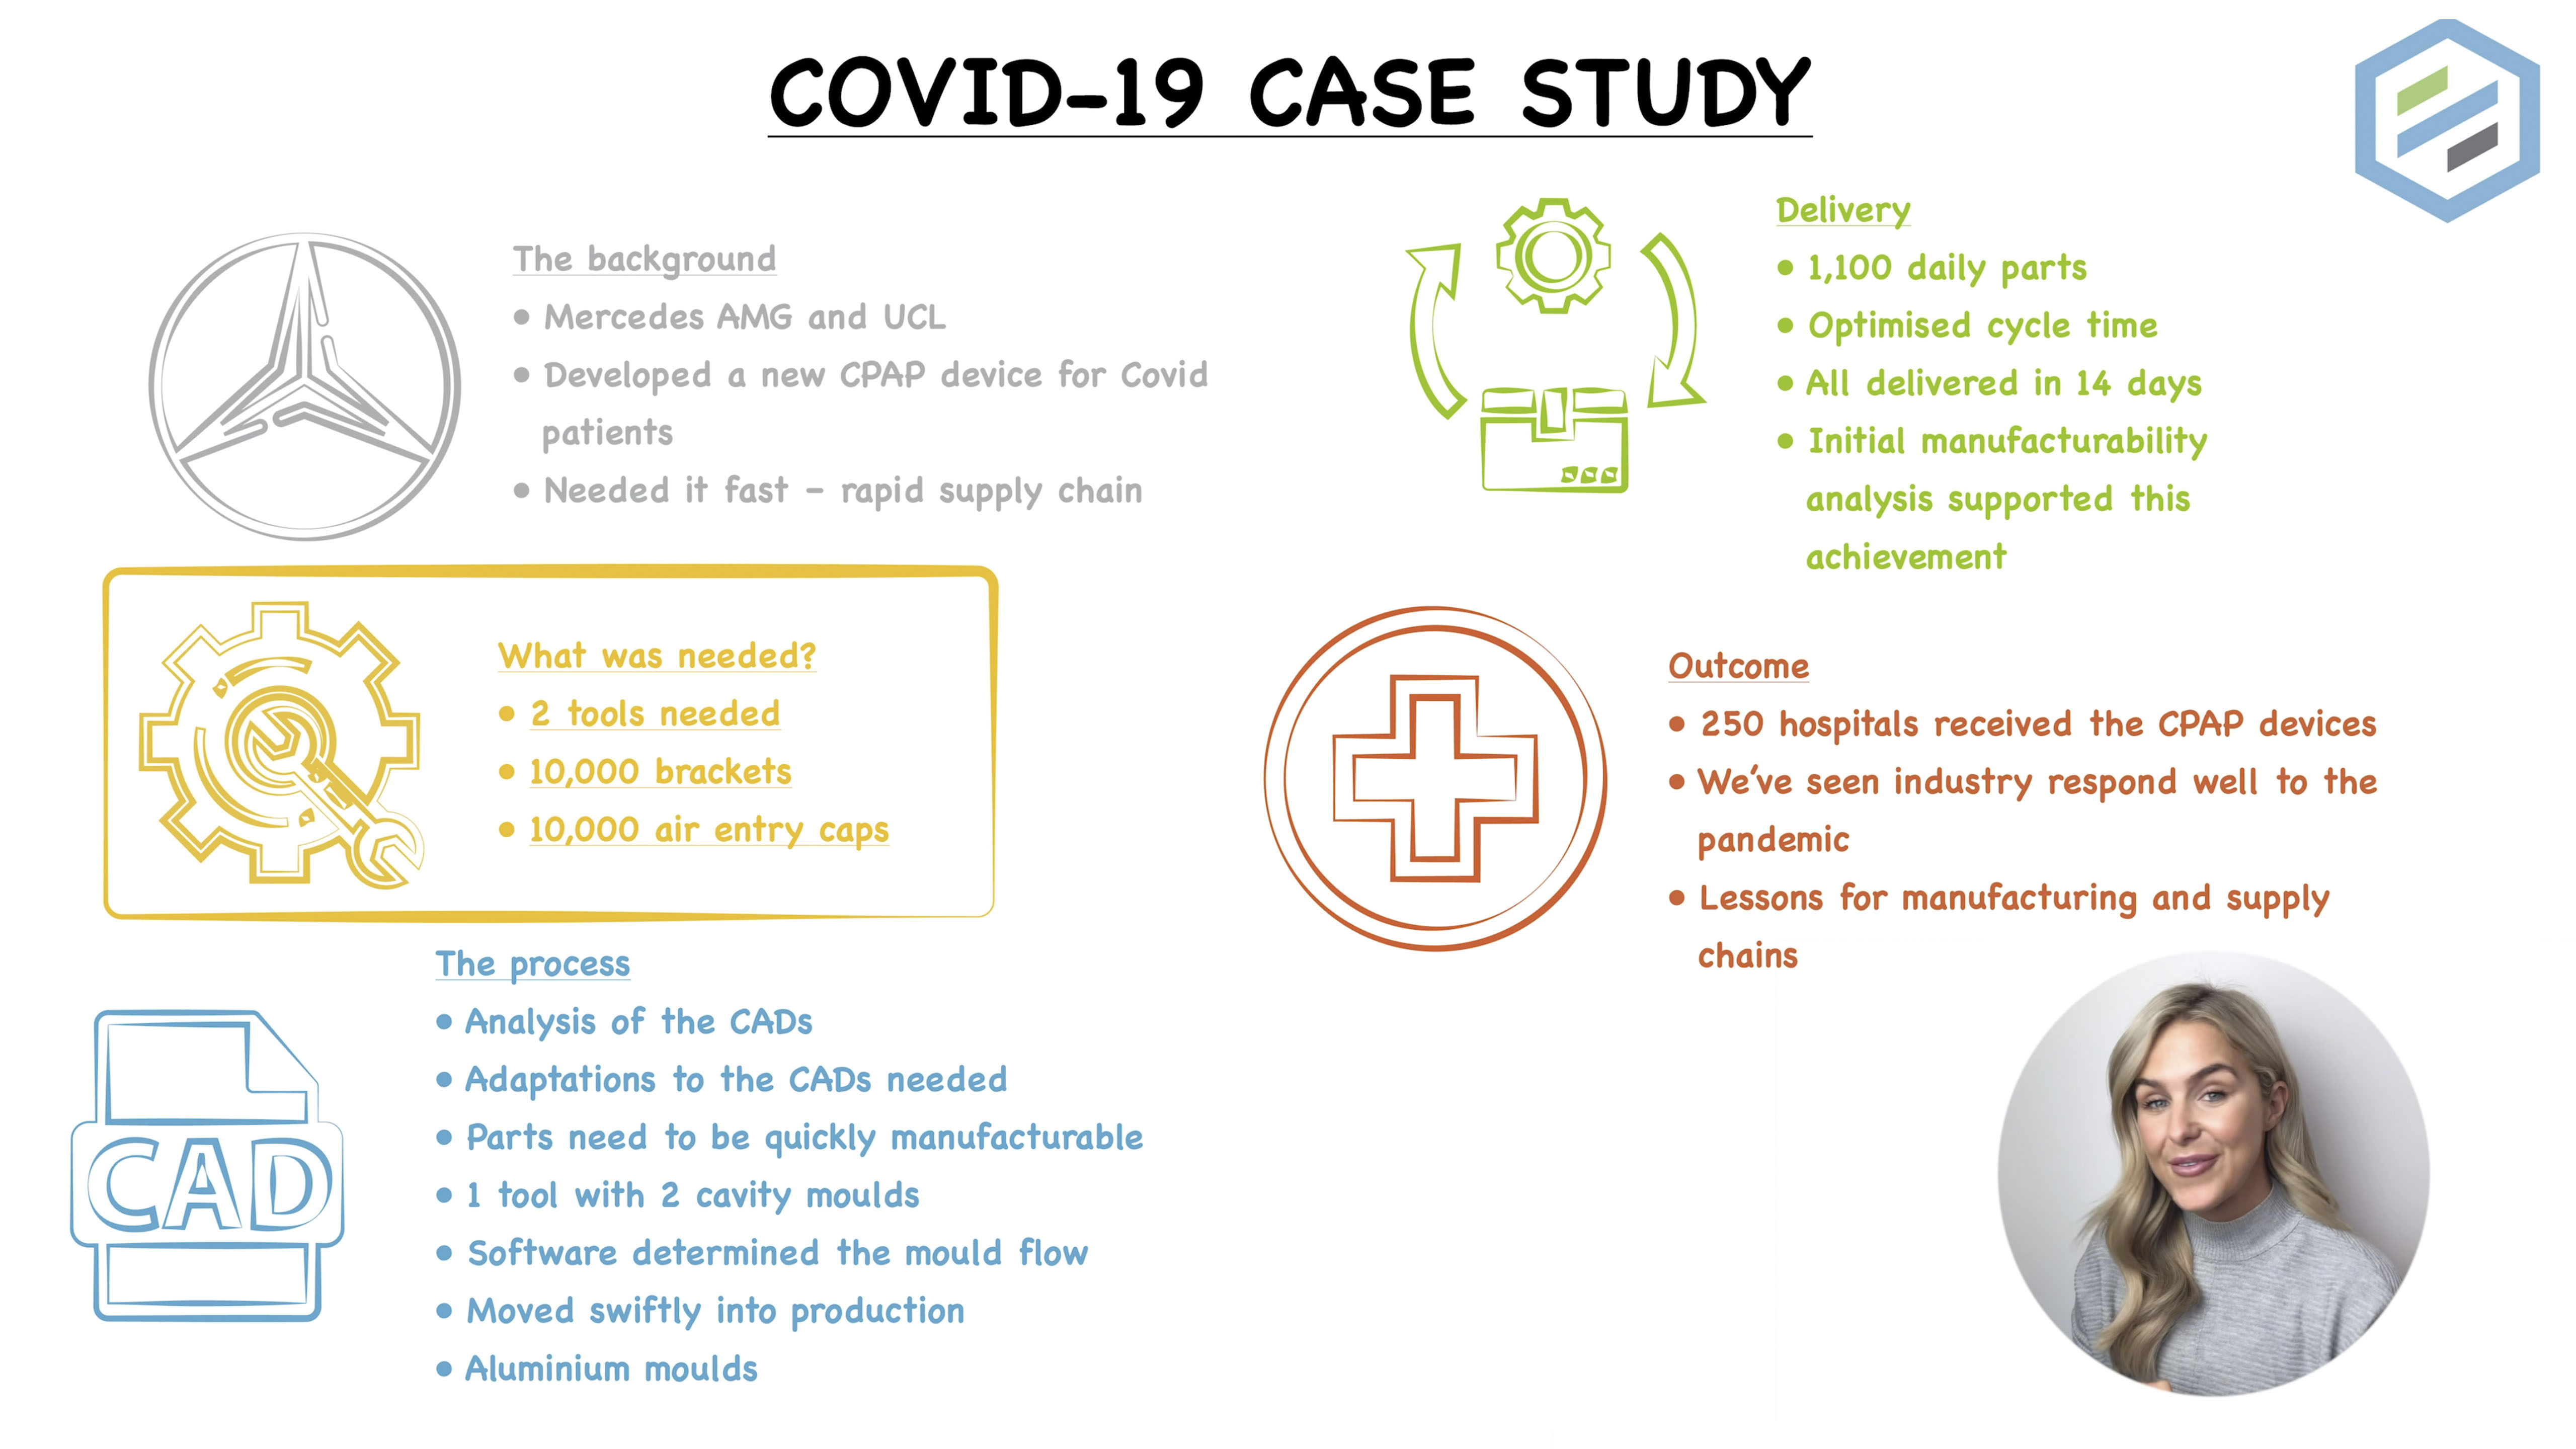 COVID-19 CASE STUDY
The background
• Mercedes AMG and UCL
• Developed a new CPAP device for Covid
patients
• Needed it fast – rapid supply chain
What was needed?
• 2 tools needed
• 10,000 brackets
• 10,000 air entry caps
The process
• Analysis of the CADs
• Adaptations to the CADs needed
• Parts need to be quickly manufacturable
• 1 tool with 2 cavity moulds
• Software determined the mould flow
• Moved swiftly into production
• Aluminium moulds
CAD
Delivery
• 1,100 daily parts
• Optimised cycle time
• All delivered in 14 days
• Initial manufacturability
analysis supported this
achievement
Outcome
• 250 hospitals received the CPAP devices
• We've seen industry respond well to the
pandemic
• Lessons for manufacturing and supply
chains